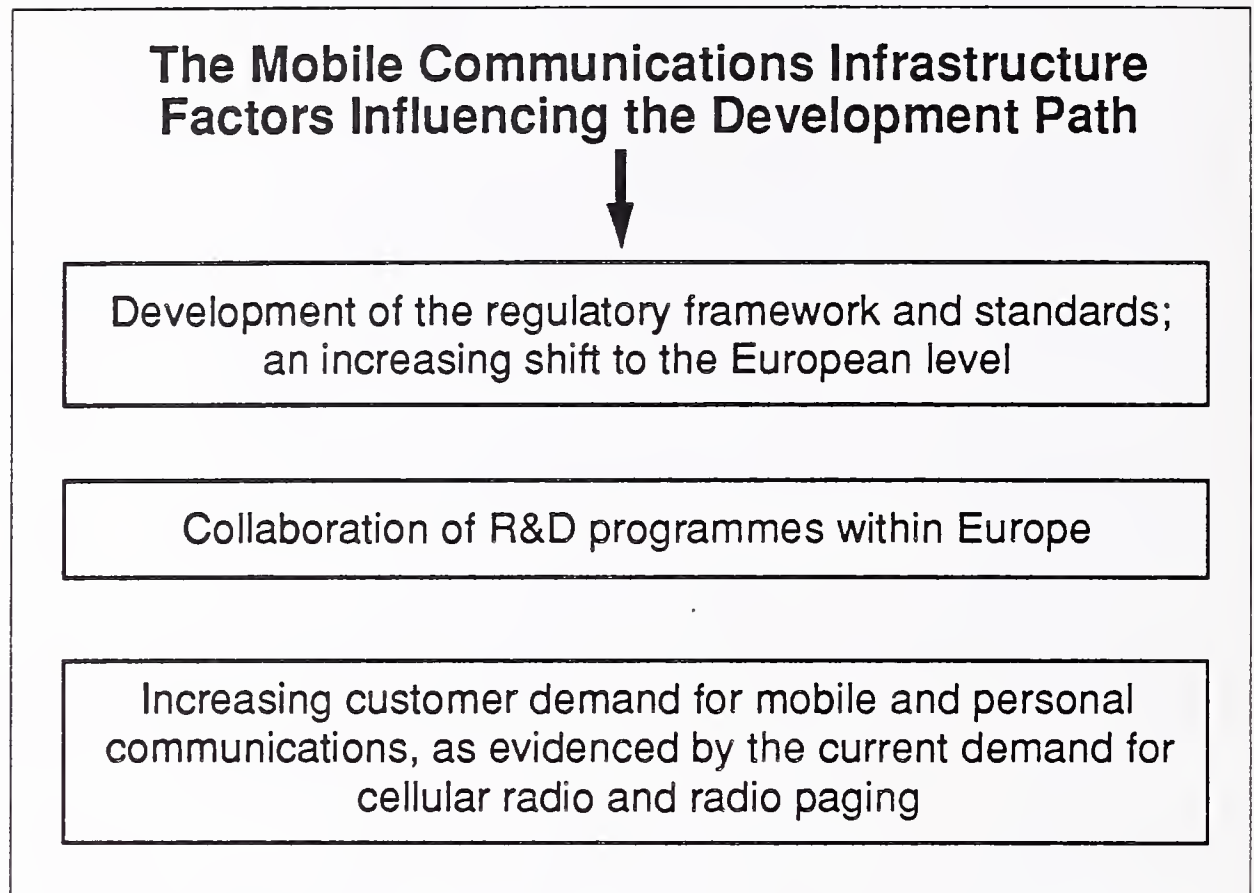 The Mobile Communications Infrastructure
Factors Influencing the Development Path
Development of the regulatory framework and standards;
an increasing shift to the European level
Collaboration of R&D programmes within Europe
Increasing customer demand for mobile and personal
communications, as evidenced by the current demand for
cellular radio and radio paging